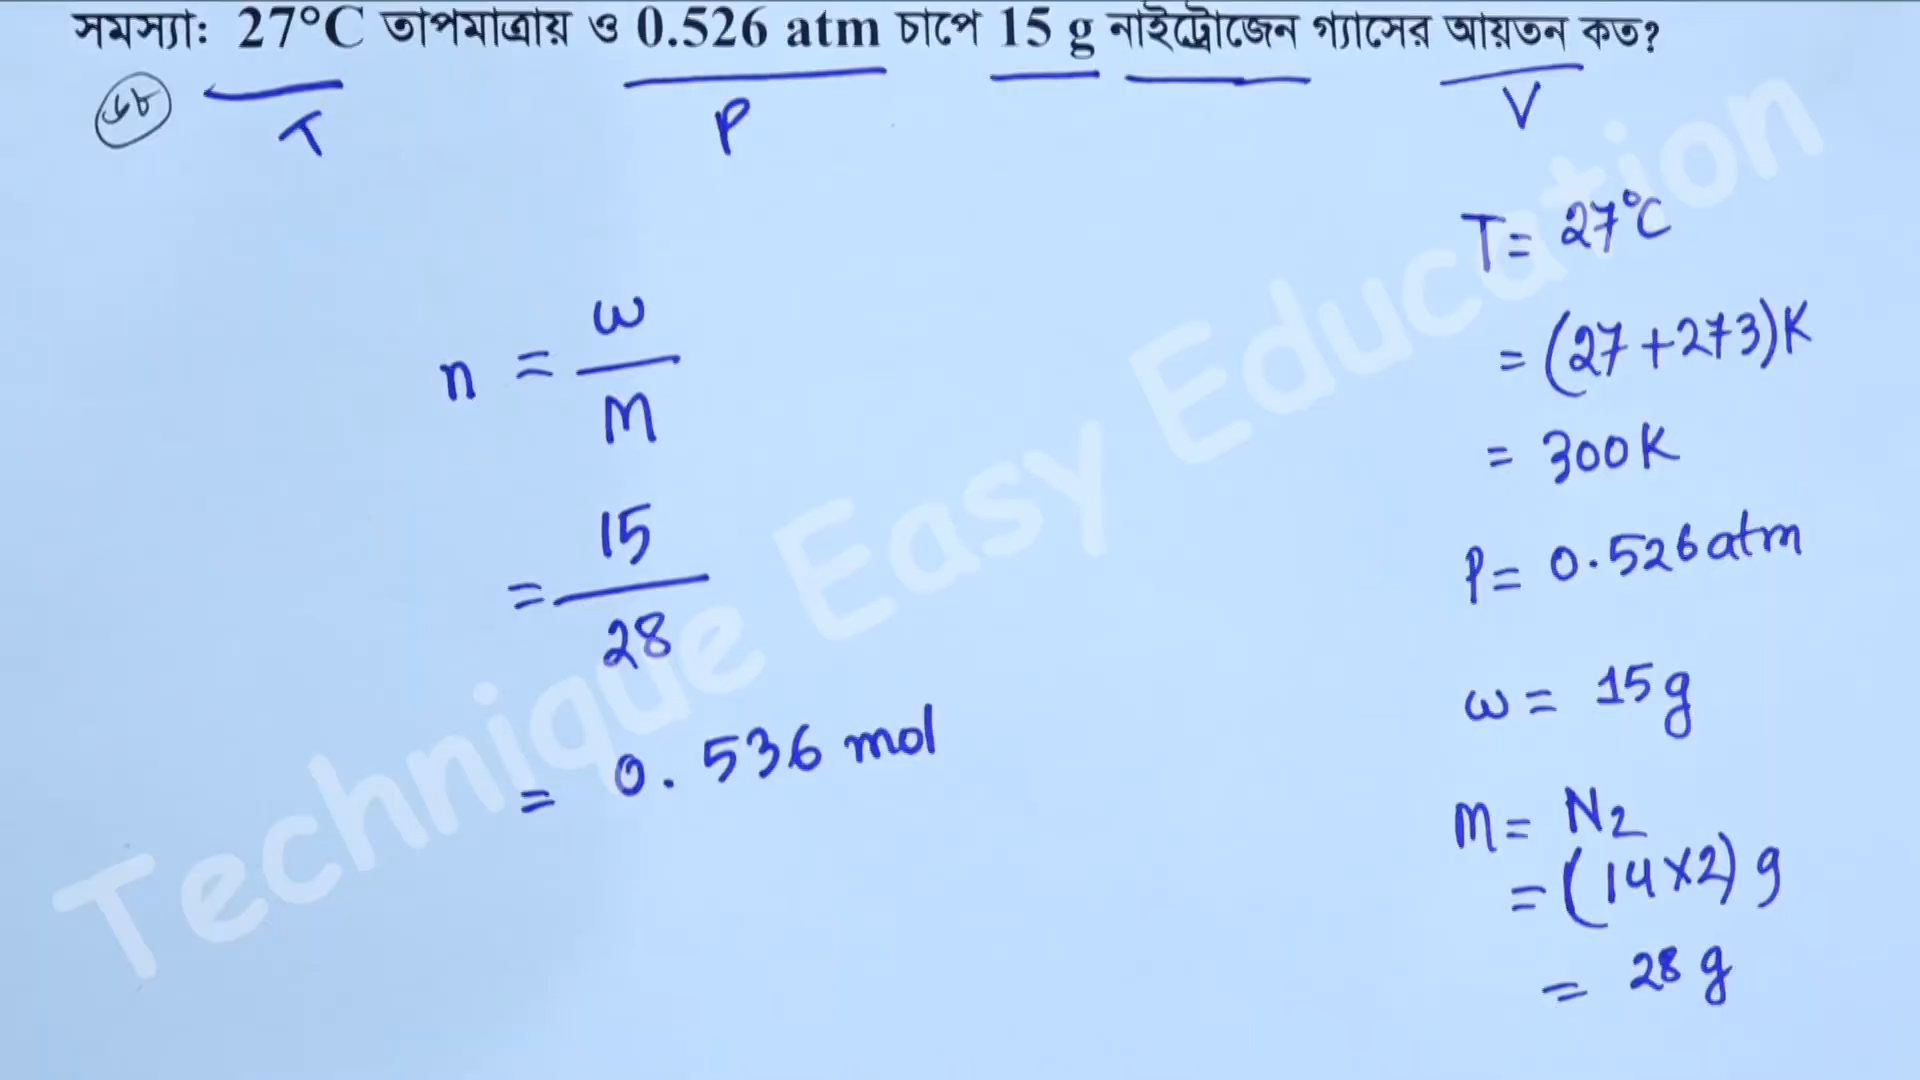 সমস্যাঃ 27°C তাপমাত্রায় ও 0.526 atm চাপে 15 g নাইট্রোজেন গ্যাসের আয়তন কত?
T P V
n = w/M
= 15/28
= 0.536 mol
T = 27°C
= (27+273)K
= 300K
P = 0.526 atm
w = 15g
M = N2
= (14×2) g
= 28 g
Technique Easy Education